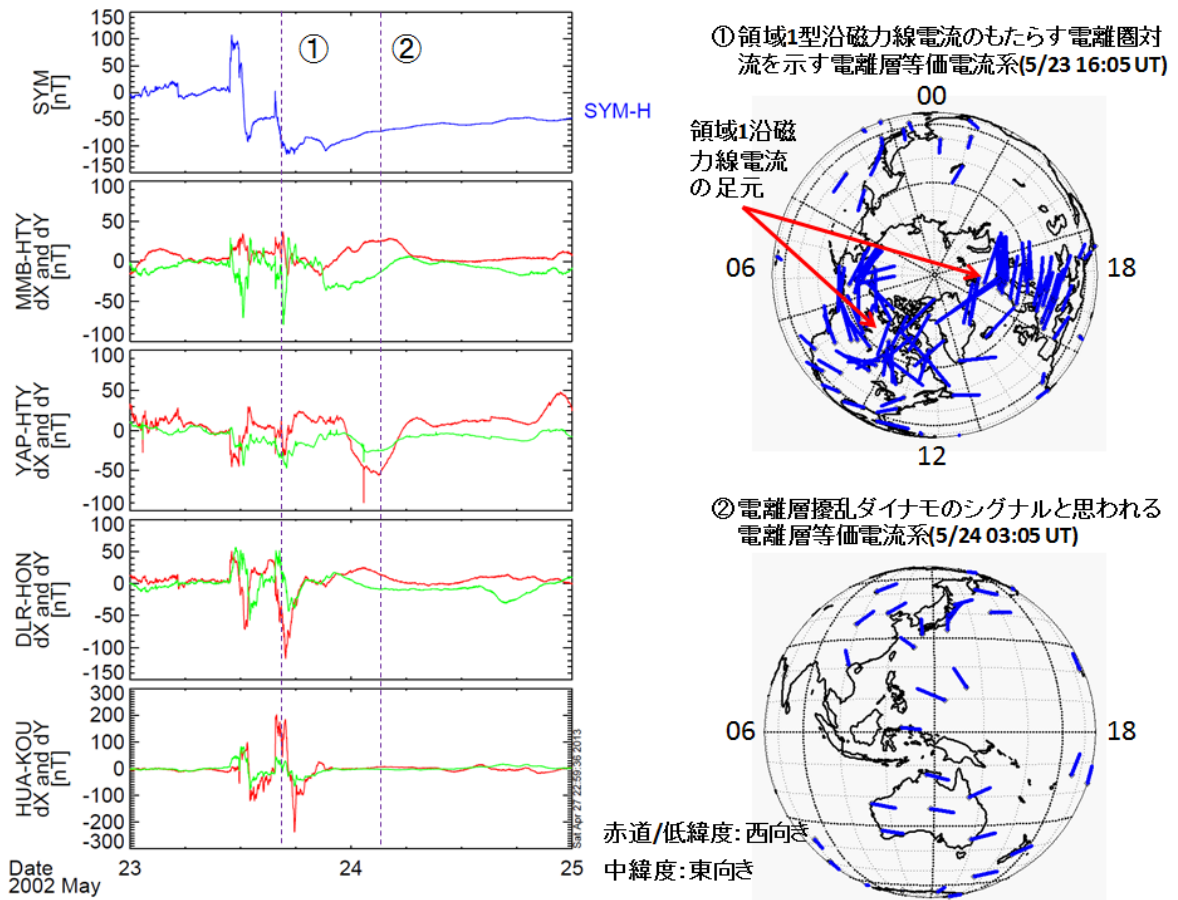 150
100
50
0
-50
-100
-150
SYM
[nT]
①
②
SYM-H
100
50
0
-50
-100
MMB-HTY
dX and dY
[nT]
100
50
0
-50
-100
YAP-HTY
dX and dY
[nT]
100
50
0
-50
-100
-150
DLR-HON
dX and dY
[nT]
300
200
100
0
-100
-200
-300
HUA-KOU
dX and dY
[nT]
23
24
25
Date
2002 May
Sat Apr 27 22:59:36 2013
①領域1型沿磁力線電流のもたらす電離圏対
流を示す電離層等価電流系(5/23 16:05 UT)
00
領域1沿磁
力線電流
の足元
06
18
12
②電離層擾乱ダイナモのシグナルと思われる
電離層等価電流系(5/24 03:05 UT)
06
18
赤道/低緯度:西向き
中緯度:東向き